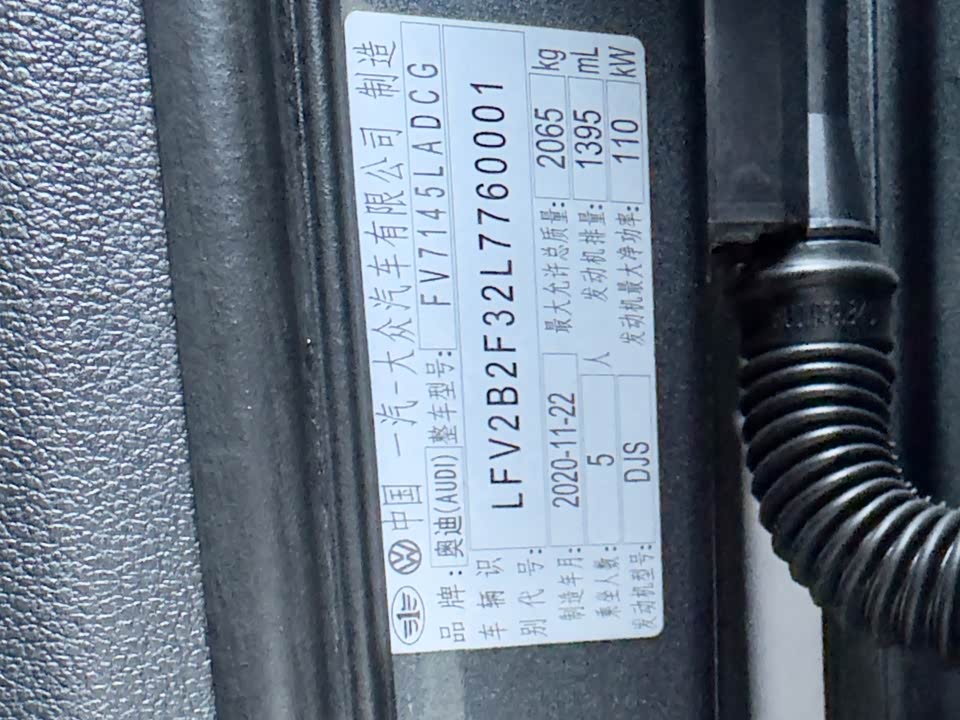 中国 一汽-大众汽车有限公司 制造
品牌: 奥迪(AUDI) 整车型号: FV7145LADCG
车辆识别代号: LFV2B2F32L7760001
制造年月: 2020-11-22 最大允许总质量: 2065 kg
乘坐人数: 5 人 发动机排量: 1395 mL
发动机型号: DJS 发动机最大净功率: 110 kW